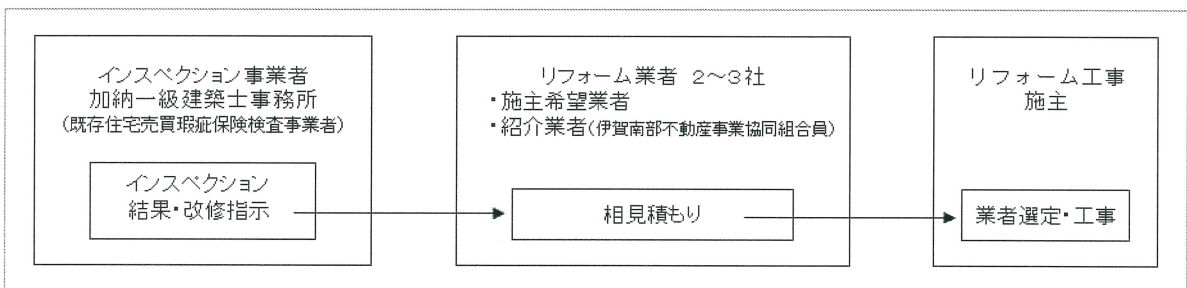 インスペクション事業者
加納一級建築士事務所
(既存住宅売買瑕疵保険検査事業者)
インスペクション
結果・改修指示
リフォーム業者 2~3社
・施主希望業者
・紹介業者(伊賀南部不動産事業協同組合員)
相見積もり
リフォーム工事
施主
業者選定・工事